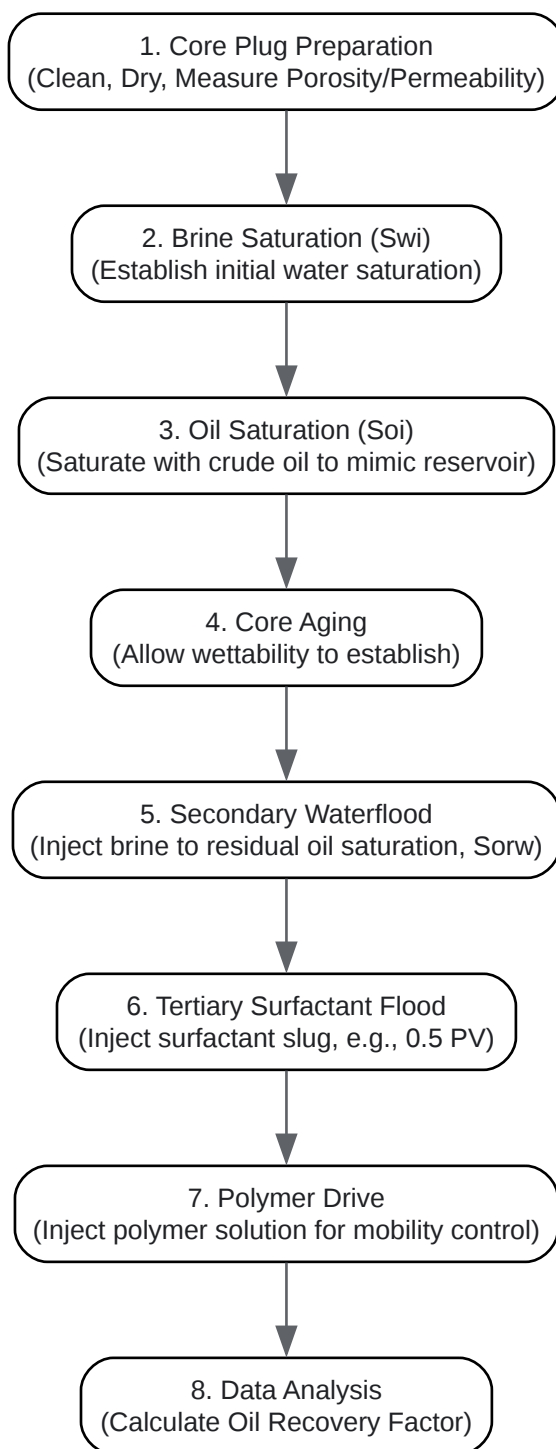 1. Core Plug Preparation
(Clean, Dry, Measure Porosity/Permeability)
2. Brine Saturation (Swi)
(Establish initial water saturation)
3. Oil Saturation (Soi)
(Saturate with crude oil to mimic reservoir)
4. Core Aging
(Allow wettability to establish)
5. Secondary Waterflood
(Inject brine to residual oil saturation, Sorw)
6. Tertiary Surfactant Flood
(Inject surfactant slug, e.g., 0.5 PV)
7. Polymer Drive
(Inject polymer solution for mobility control)
8. Data Analysis
(Calculate Oil Recovery Factor)